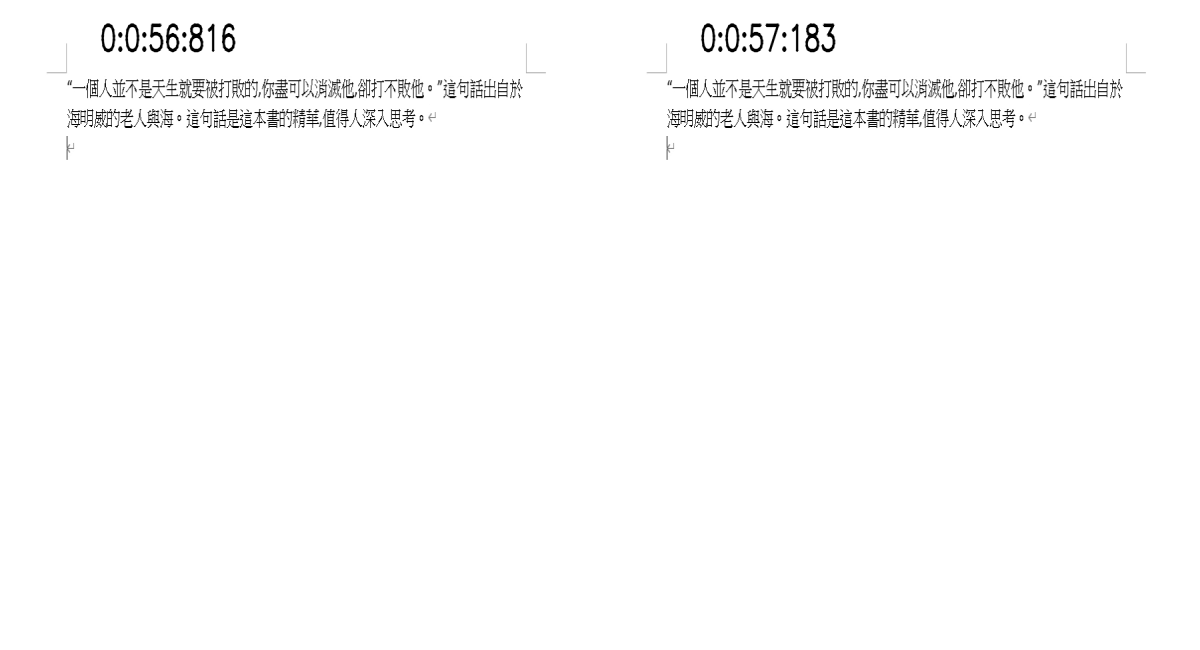 0:0:56:816
“一個人並不是天生就要被打敗的,你盡可以消滅他,卻打不敗他。”這句話出自於
海明威的老人與海。這句話是這本書的精華,值得人深入思考。
0:0:57:183
“一個人並不是天生就要被打敗的,你盡可以消滅他,卻打不敗他。”這句話出自於
海明威的老人與海。這句話是這本書的精華,值得人深入思考。